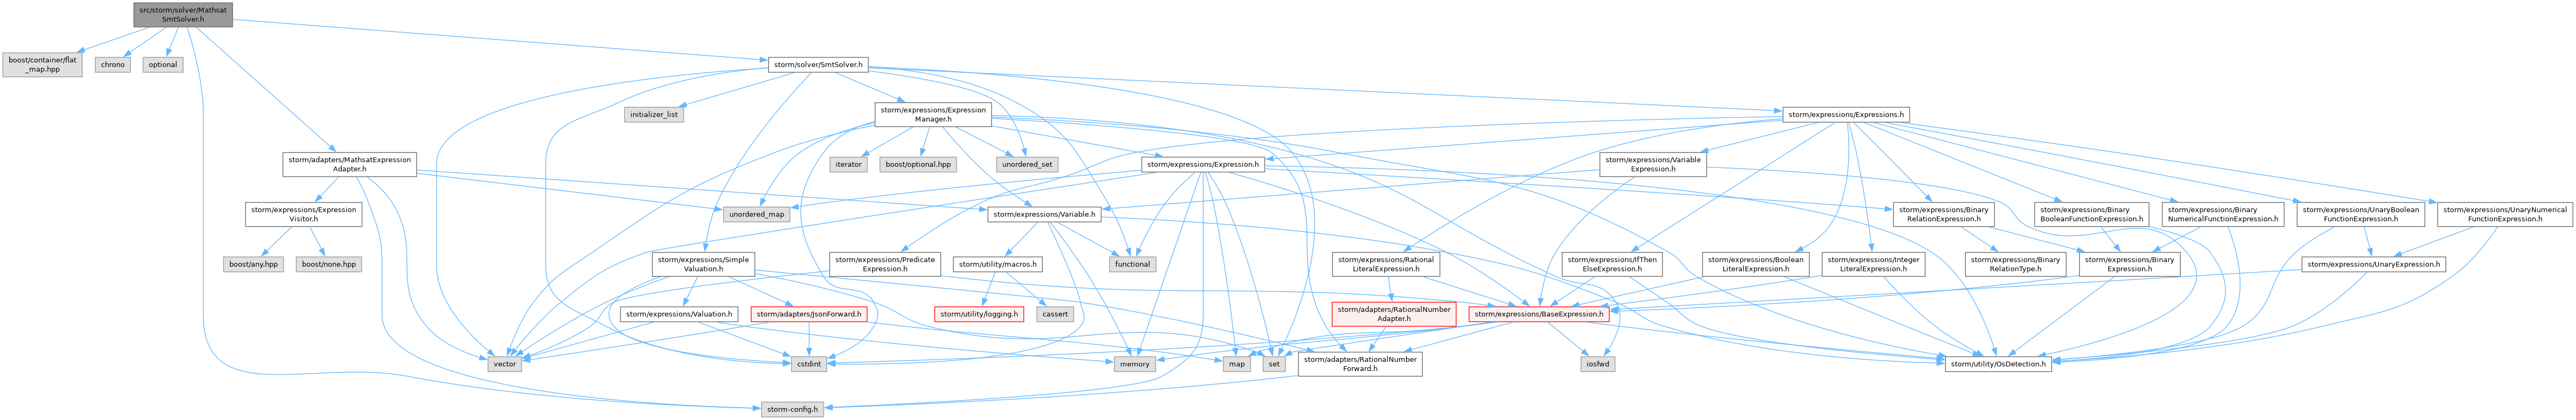 src/storm/solver/Mathsat
SmtSolver.h
boost/container/flat
_map.hpp
chrono
optional
storm/solver/SmtSolver.h
initializer_list
storm/expressions/Expression
Manager.h
storm/expressions/Expressions.h
storm/adapters/MathsatExpression
Adapter.h
iterator
boost/optional.hpp
unordered_set
storm/expressions/Expression.h
storm/expressions/Variable
Expression.h
storm/expressions/Expression
Visitor.h
unordered_map
storm/expressions/Variable.h
storm/expressions/Binary
RelationExpression.h
storm/expressions/Binary
BooleanFunctionExpression.h
storm/expressions/Binary
NumericalFunctionExpression.h
storm/expressions/UnaryBoolean
FunctionExpression.h
storm/expressions/UnaryNumerical
FunctionExpression.h
boost/any.hpp
boost/none.hpp
storm/expressions/Simple
Valuation.h
storm/expressions/Predicate
Expression.h
storm/utility/macros.h
functional
storm/expressions/Rational
LiteralExpression.h
storm/expressions/IfThen
ElseExpression.h
storm/expressions/Boolean
LiteralExpression.h
storm/expressions/Integer
LiteralExpression.h
storm/expressions/Binary
RelationType.h
storm/expressions/Binary
Expression.h
storm/expressions/UnaryExpression.h
storm/expressions/Valuation.h
storm/adapters/JsonForward.h
storm/utility/logging.h
cassert
storm/adapters/RationalNumber
Adapter.h
storm/expressions/BaseExpression.h
vector
cstdint
memory
map
set
storm/adapters/RationalNumber
Forward.h
iosfwd
storm/utility/OsDetection.h
storm-config.h